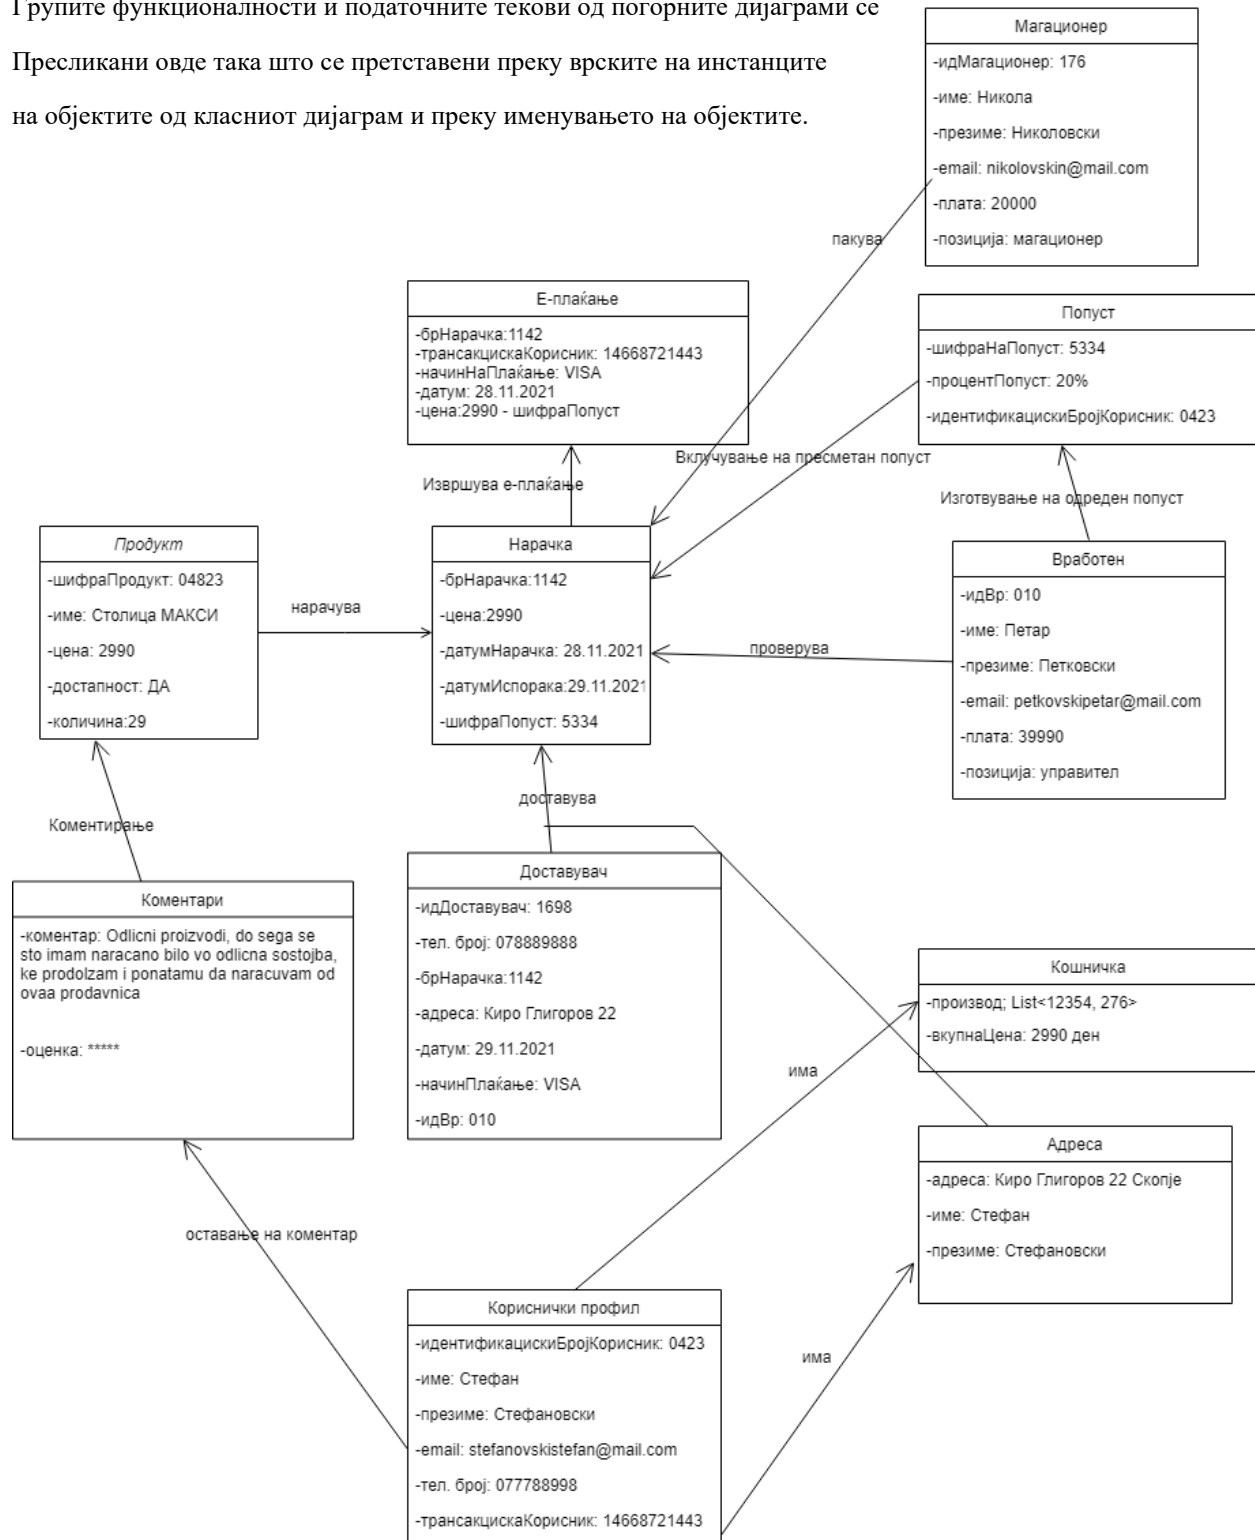 Групите функционалности и податочните текови од погорните дијаграми се
Пресликани овде така што се претставени преку врските на инстанците
на објектите од класниот дијаграм и преку именувањето на објектите.
Магационер
-идМагационер: 176
-име: Никола
-презиме: Николовски
-email: nikolovskin@mail.com
-плата: 20000
-позиција: магационер
пакува
Е-плаќање
-брНарачка:1142
-трансакцискаКорисник: 14668721443
-начинНаПлаќање: VISA
-датум: 28.11.2021
-цена:2990 - шифраПопуст
Попуст
-шифраНаПопуст: 5334
-процентПопуст: 20%
-идентификацискиБројКорисник: 0423
Вклучување на пресметан попуст
Извршува е-плаќање
Изготвување на одреден попуст
Продукт
-шифраПродукт: 04823
-име: Столица МАКСИ
-цена: 2990
-достапност: ДА
-количина:29
нарачува
Нарачка
-брНарачка:1142
-цена:2990
-датумНарачка: 28.11.2021
-датумИспорака:29.11.2021
-шифраПопуст: 5334
проверува
Вработен
-идВр: 010
-име: Петар
-презиме: Петковски
-email: petkovskipetar@mail.com
-плата: 39990
-позиција: управител
доставува
Коментирање
Коментари
-коментар: Odlicni proizvodi, do sega se
sto imam naracano bilo vo odlicna sostojba,
ke prodolzam i ponatamu da naracuvam od
ovaa prodavnica
-оценка: *****
Доставувач
-идДоставувач: 1698
-тел. број: 078889888
-брНарачка:1142
-адреса: Киро Глигоров 22
-датум: 29.11.2021
-начинПлаќање: VISA
-идВр: 010
Кошничка
-производ; List<12354, 276>
-вкупнаЦена: 2990 ден
има
Адреса
-адреса: Киро Глигоров 22 Скопје
-име: Стефан
-презиме: Стефановски
оставање на коментар
има
Кориснички профил
-идентификацискиБројКорисник: 0423
-име: Стефан
-презиме: Стефановски
-email: stefanovskistefan@mail.com
-тел. број: 077788998
-трансакцискаКорисник: 14668721443